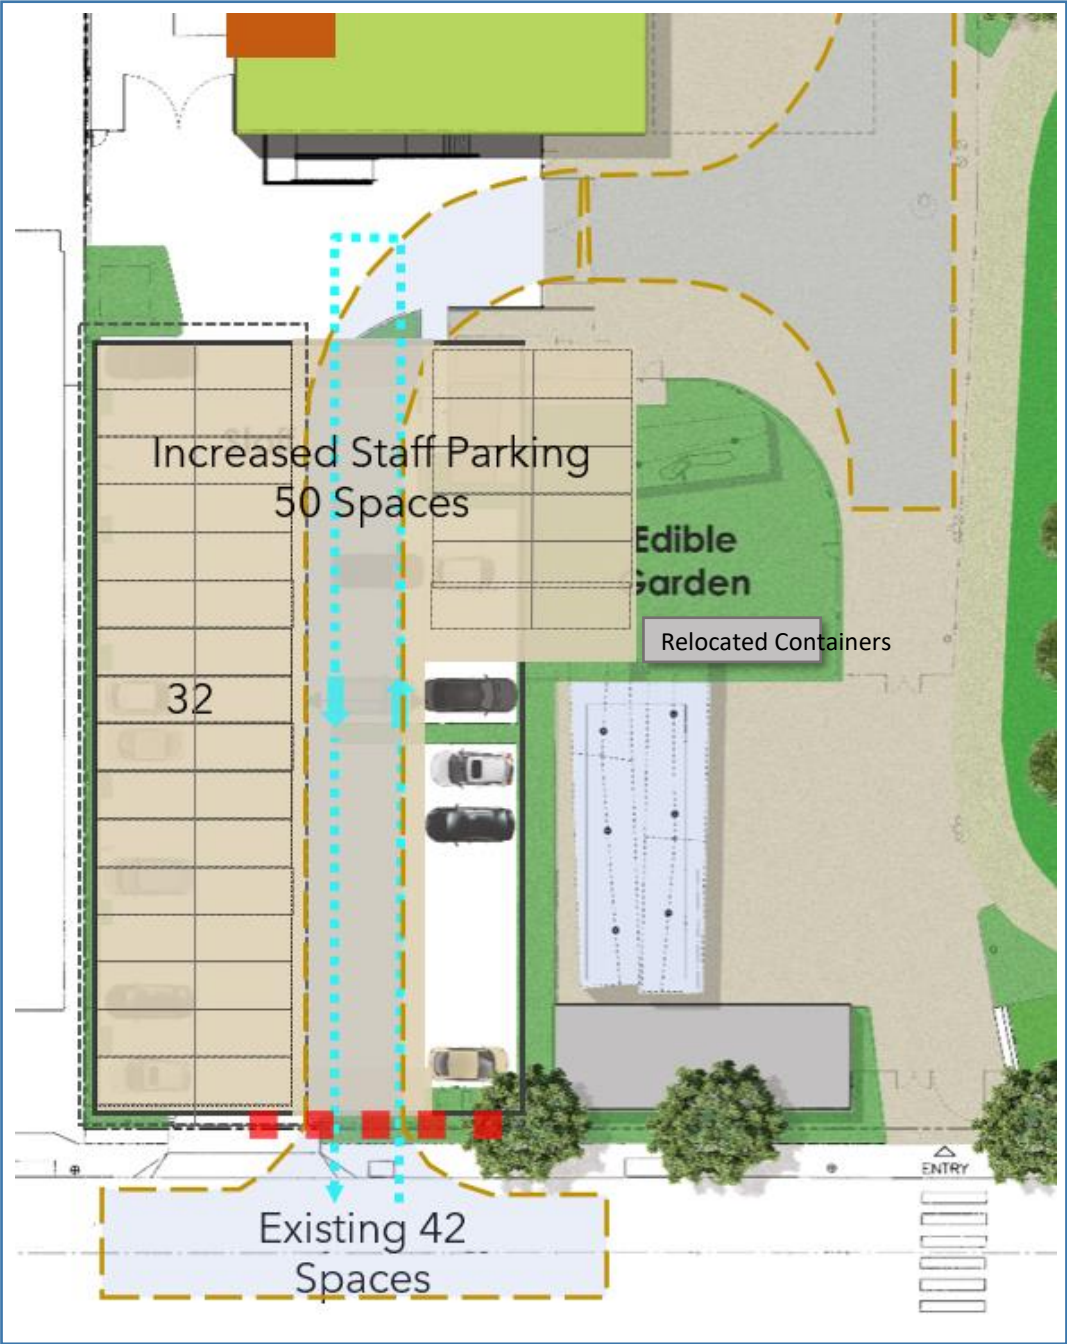 Increased Staff Parking
50 Spaces
Edible
Garden
Relocated Containers
32
ENTRY
Existing 42
Spaces